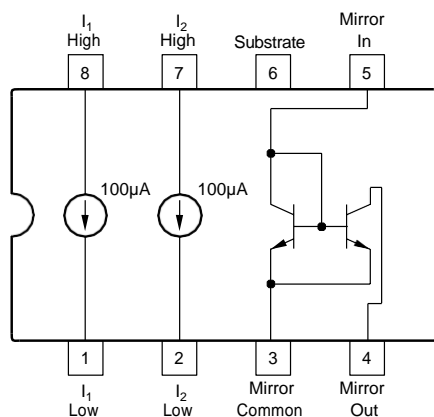 I₁
High
I₂
High
Substrate
Mirror
In
8
7
6
5
100µA
100µA
1
2
3
4
I₁
Low
I₂
Low
Mirror
Common
Mirror
Out